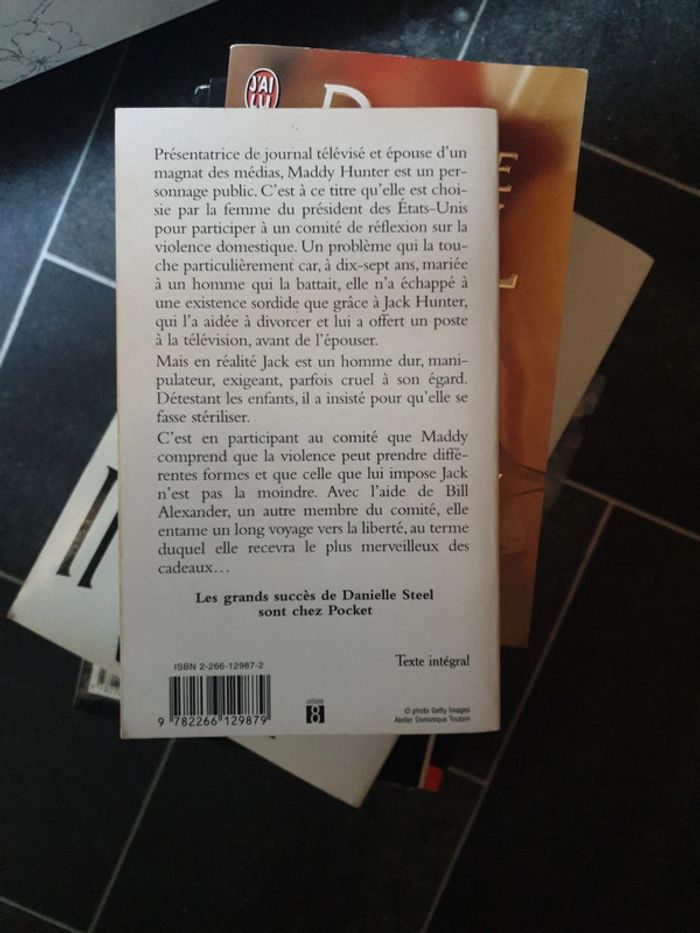 J'AI
LU
D
E
L
Présentatrice de journal télévisé et épouse d'un
magnat des médias, Maddy Hunter est un per-
sonnage public. C'est à ce titre qu'elle est choi-
sie par la femme du président des États-Unis
pour participer à un comité de réflexion sur la
violence domestique. Un problème qui la tou-
che particulièrement car, à dix-sept ans, mariée
à un homme qui la battait, elle n'a échappé à
une existence sordide que grâce à Jack Hunter,
qui l'a aidée à divorcer et lui a offert un poste
à la télévision, avant de l'épouser.
Mais en réalité Jack est un homme dur, mani-
pulateur, exigeant, parfois cruel à son égard.
Détestant les enfants, il a insisté pour qu'elle se
fasse stériliser.
C'est en participant au comité que Maddy
comprend que la violence peut prendre diffé-
rentes formes et que celle que lui impose Jack
n'est pas la moindre. Avec l'aide de Bill
Alexander, un autre membre du comité, elle
entame un long voyage vers la liberté, au terme
duquel elle recevra le plus merveilleux des
cadeaux…
Les grands succès de Danielle Steel
sont chez Pocket
Texte intégral
ISBN 2-266-12987-2
9 782266 129879
8
© photo Getty Images
Atelier Dominique Toutain